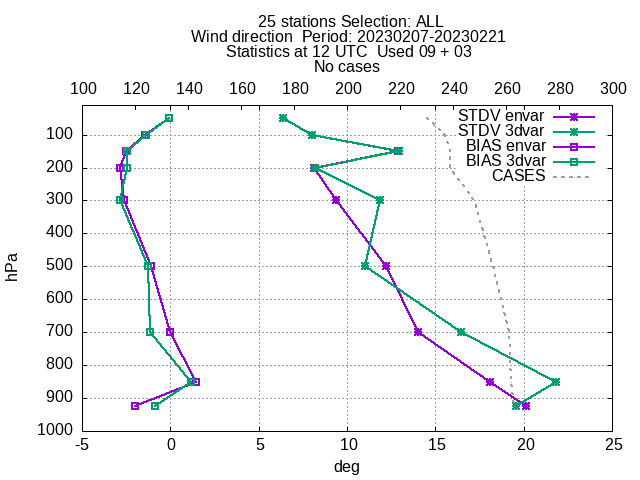 25 stations Selection: ALL
Wind direction  Period: 20230207-20230221
Statistics at 12 UTC  Used 09 + 03
No cases
100 120 140 160 180 200 220 240 260 280 300
STDV envar
STDV 3dvar
BIAS envar
BIAS 3dvar
CASES
100
200
300
400
500
600
700
800
900
1000
hPa
-5 0 5 10 15 20 25
deg